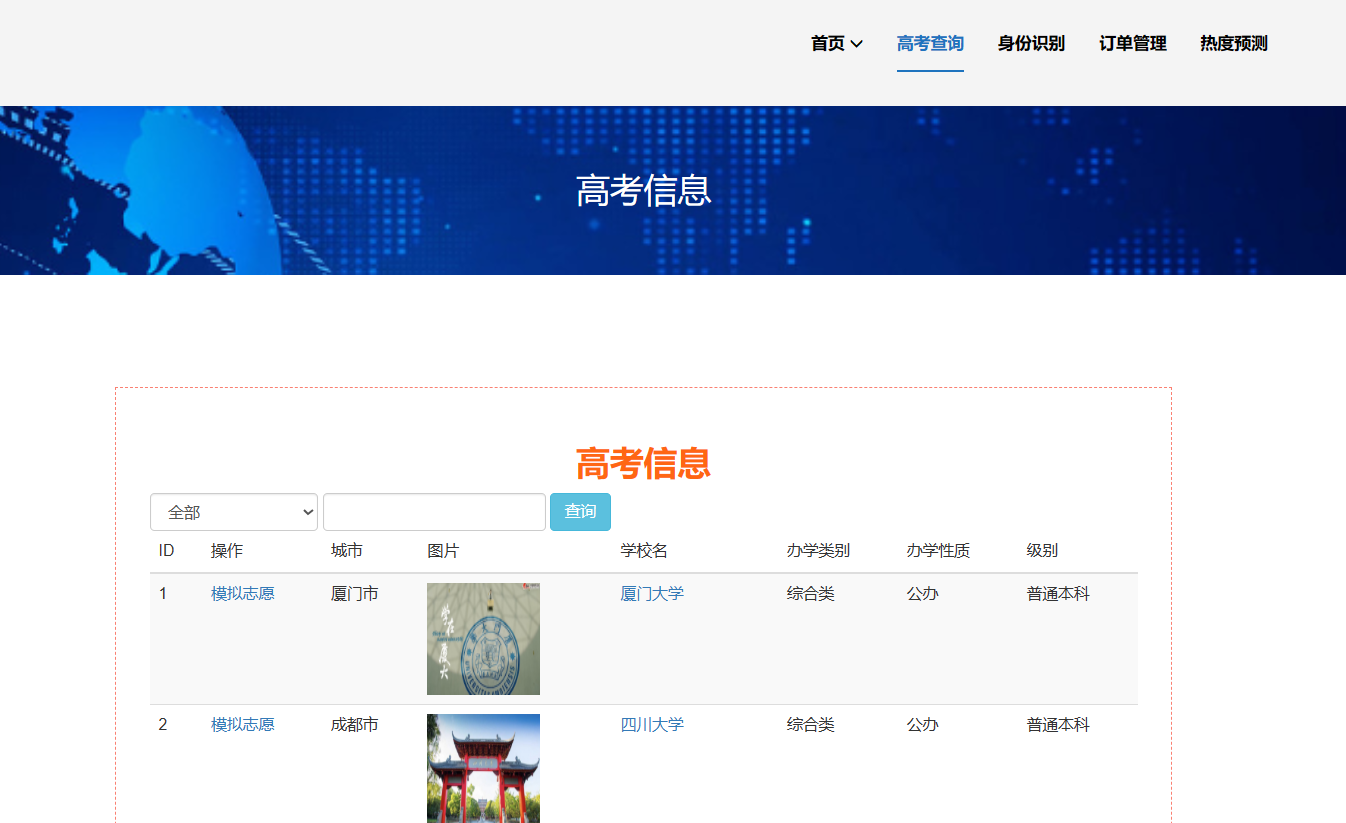 首页 高考查询 身份识别 订单管理 热度预测
高考信息
高考信息
全部 查询
ID 操作 城市 图片 学校名 办学类别 办学性质 级别
1 模拟志愿 厦门市 厦门大学 综合类 公办 普通本科
学在
厦大
2 模拟志愿 成都市 四川大学 综合类 公办 普通本科